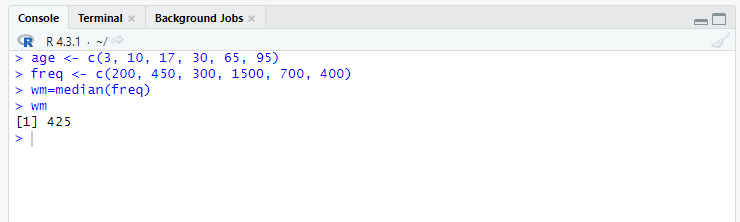 Console Terminal × Background Jobs ×
R R 4.3.1 · ~/
> age <- c(3, 10, 17, 30, 65, 95)
> freq <- c(200, 450, 300, 1500, 700, 400)
> wm=median(freq)
> wm
[1] 425
>